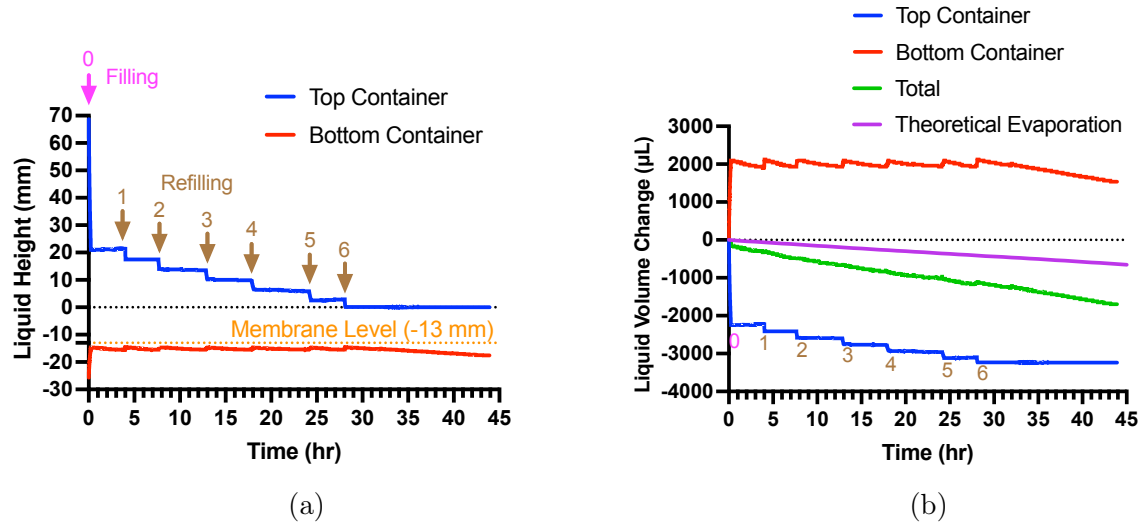 0
Filling
Top Container
Bottom Container
1 Refilling
2 3 4 5 6
70
60
50
40
30
20
10
0
-10
-20
-30
Liquid Height (mm)
Membrane Level (-13 mm)
0 5 10 15 20 25 30 35 40 45
Time (hr)
(a)
Top Container
Bottom Container
Total
Theoretical Evaporation
3000
2000
1000
0
-1000
-2000
-3000
-4000
Liquid Volume Change (µL)
0 1 2 3 4 5 6
0 5 10 15 20 25 30 35 40 45
Time (hr)
(b)